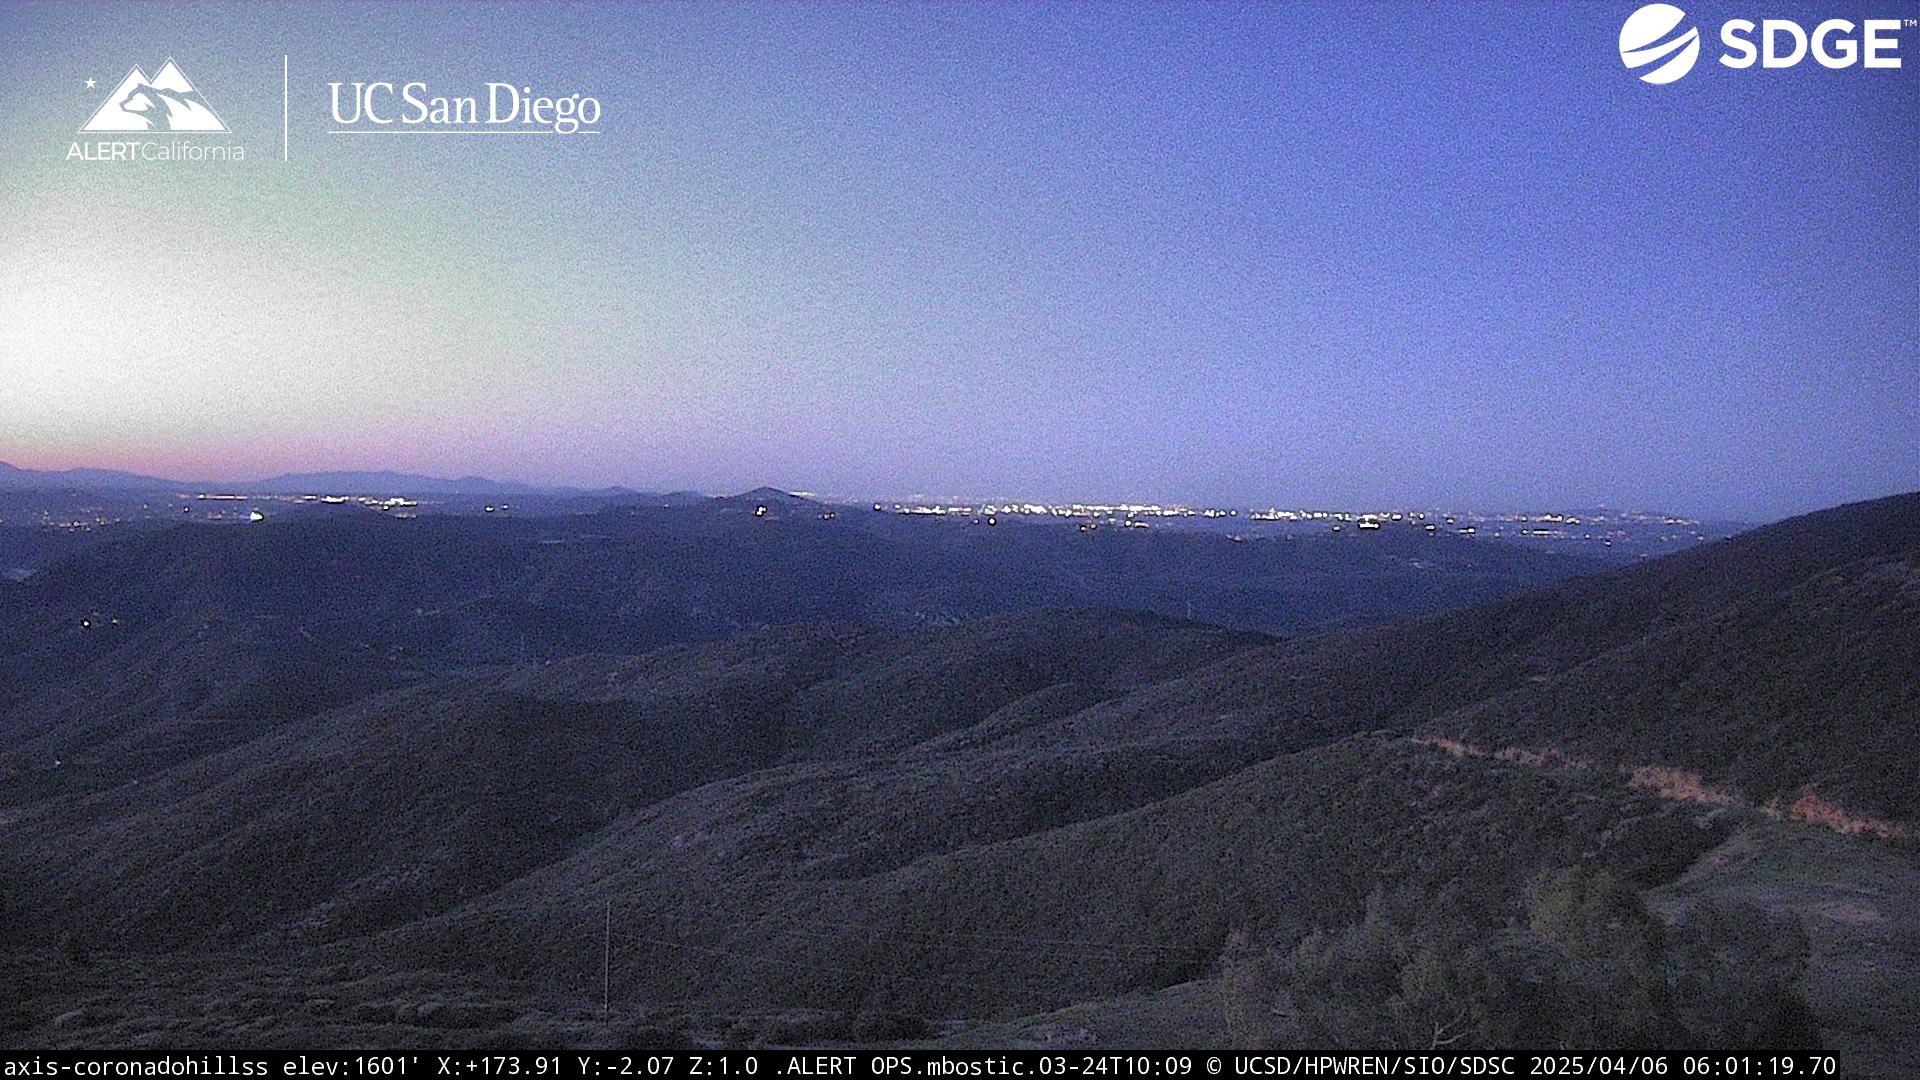 ALERTCalifornia
UC San Diego
SDGE™
axis-coronadohillss elev:1601' X:+173.91 Y:-2.07 Z:1.0 .ALERT OPS.mbostic.03-24T10:09 © UCSD/HPWREN/SIO/SDSC 2025/04/06 06:01:19.70